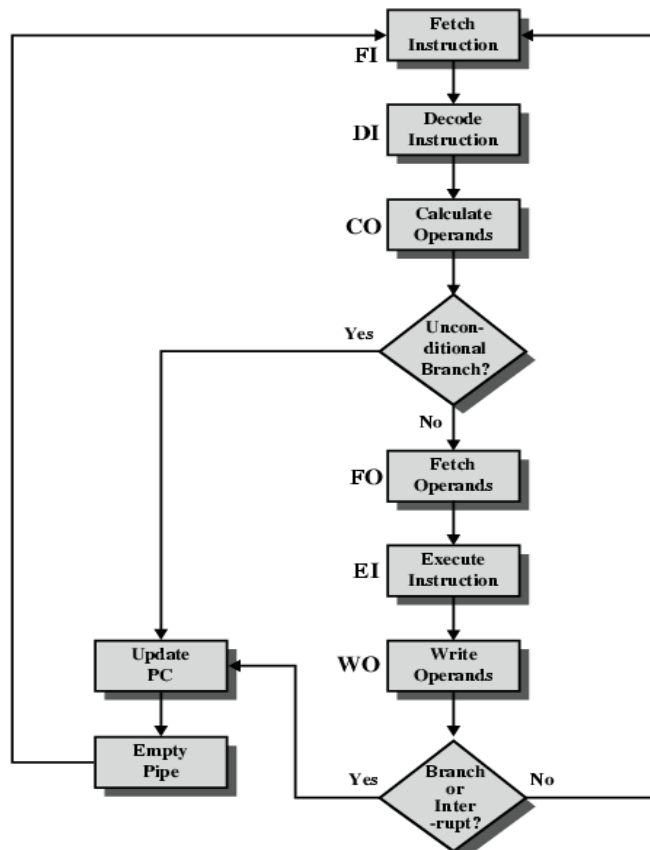 Fetch
Instruction
FI
Decode
Instruction
DI
Calculate
Operands
CO
Yes
Uncon-
ditional
Branch?
No
Fetch
Operands
FO
Execute
Instruction
EI
Write
Operands
WO
Update
PC
Empty
Pipe
Yes
Branch
or
Inter
-rupt?
No